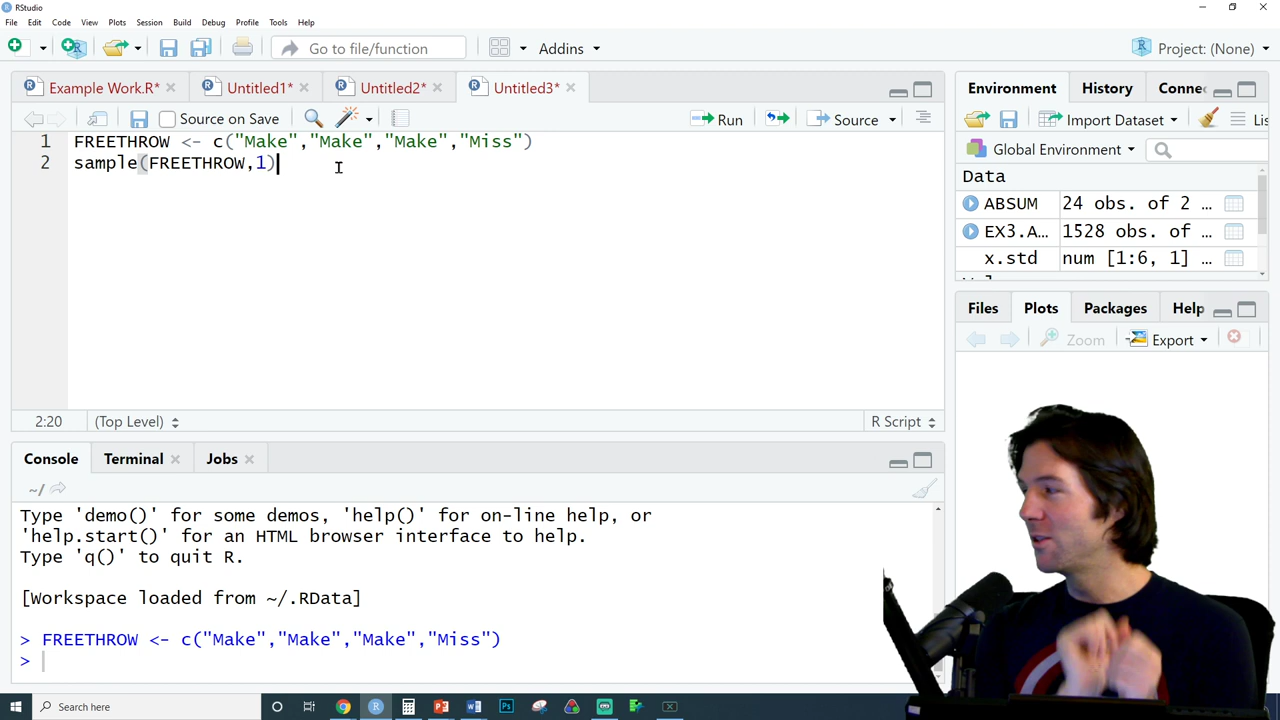 RStudio
File Edit Code View Plots Session Build Debug Profile Tools Help
Go to file/function Addins Project: (None)
Example Work.R* Untitled1* Untitled2* Untitled3*
Source on Save Run Source
1 FREETHROW <- c("Make","Make","Make","Miss")
2 sample(FREETHROW,1)
2:20 (Top Level) R Script
Console Terminal Jobs
~/
Type 'demo()' for some demos, 'help()' for on-line help, or
'help.start()' for an HTML browser interface to help.
Type 'q()' to quit R.
[Workspace loaded from ~/.RData]
> FREETHROW <- c("Make","Make","Make","Miss")
>
Environment History Connec
Import Dataset Lis
Global Environment
Data
ABSUM 24 obs. of 2 ...
EX3.A... 1528 obs. of ...
x.std num [1:6, 1] ...
Files Plots Packages Help
Zoom Export
Search here